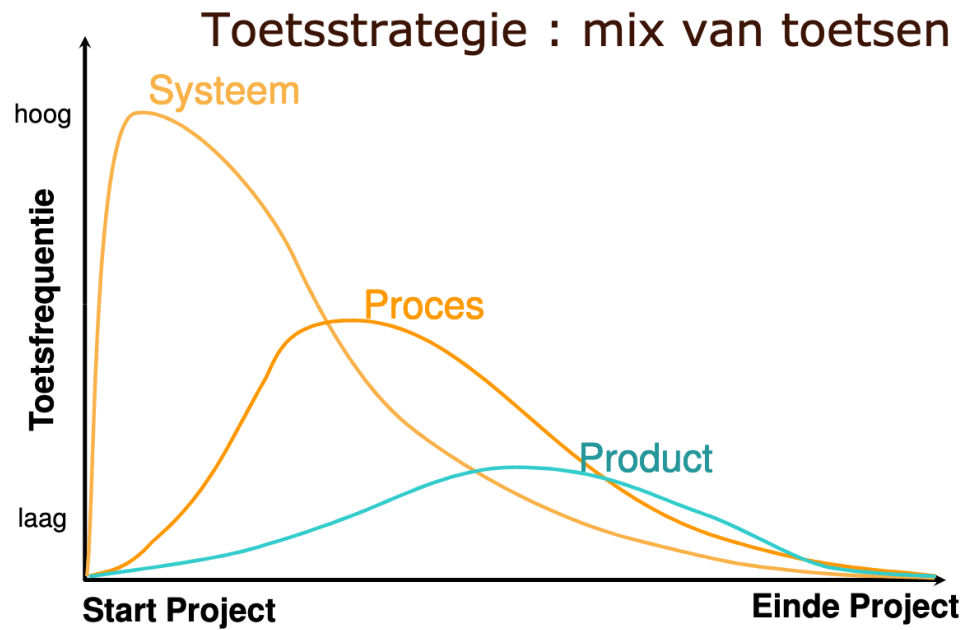 Toetsstrategie : mix van toetsen
Systeem
hoog
Toetsfrequentie
Proces
Product
laag
Start Project
Einde Project